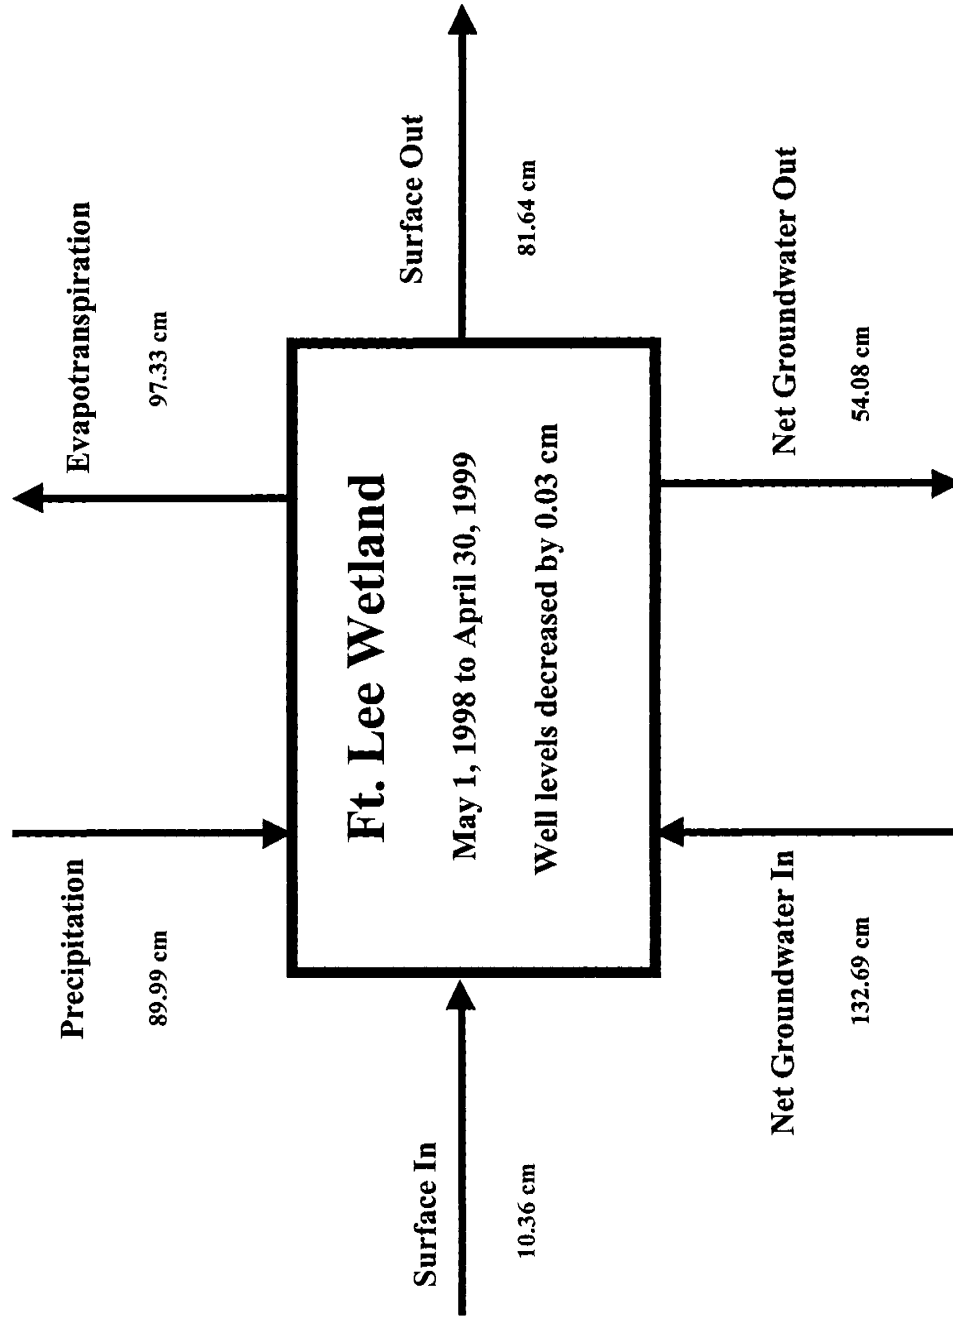 Precipitation
89.99 cm
Evapotranspiration
97.33 cm
Surface In
10.36 cm
Ft. Lee Wetland
May 1, 1998 to April 30, 1999
Well levels decreased by 0.03 cm
Surface Out
81.64 cm
Net Groundwater In
132.69 cm
Net Groundwater Out
54.08 cm